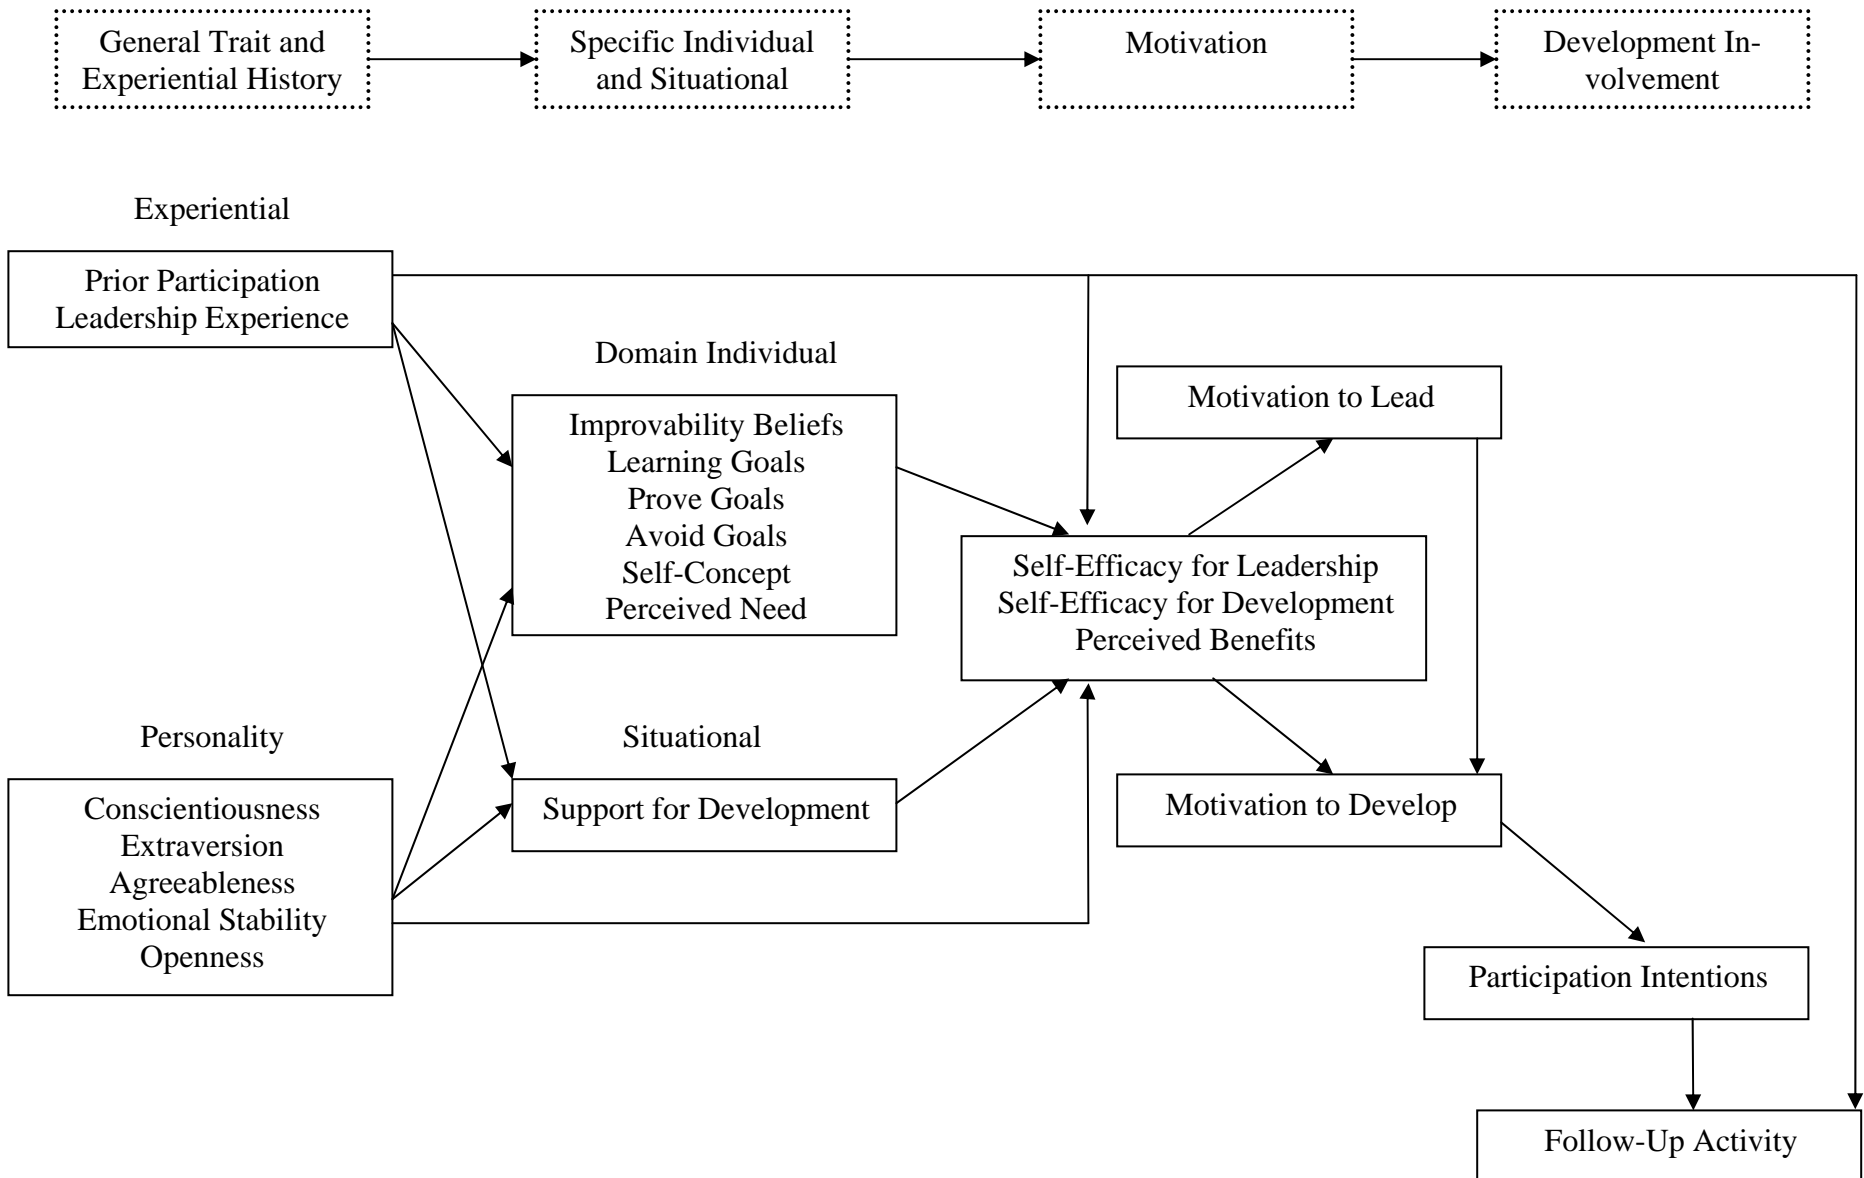 General Trait and
Experiential History
Specific Individual
and Situational
Motivation
Development In-
volvement
Experiential
Prior Participation
Leadership Experience
Domain Individual
Improvability Beliefs
Learning Goals
Prove Goals
Avoid Goals
Self-Concept
Perceived Need
Motivation to Lead
Self-Efficacy for Leadership
Self-Efficacy for Development
Perceived Benefits
Personality
Conscientiousness
Extraversion
Agreeableness
Emotional Stability
Openness
Situational
Support for Development
Motivation to Develop
Participation Intentions
Follow-Up Activity